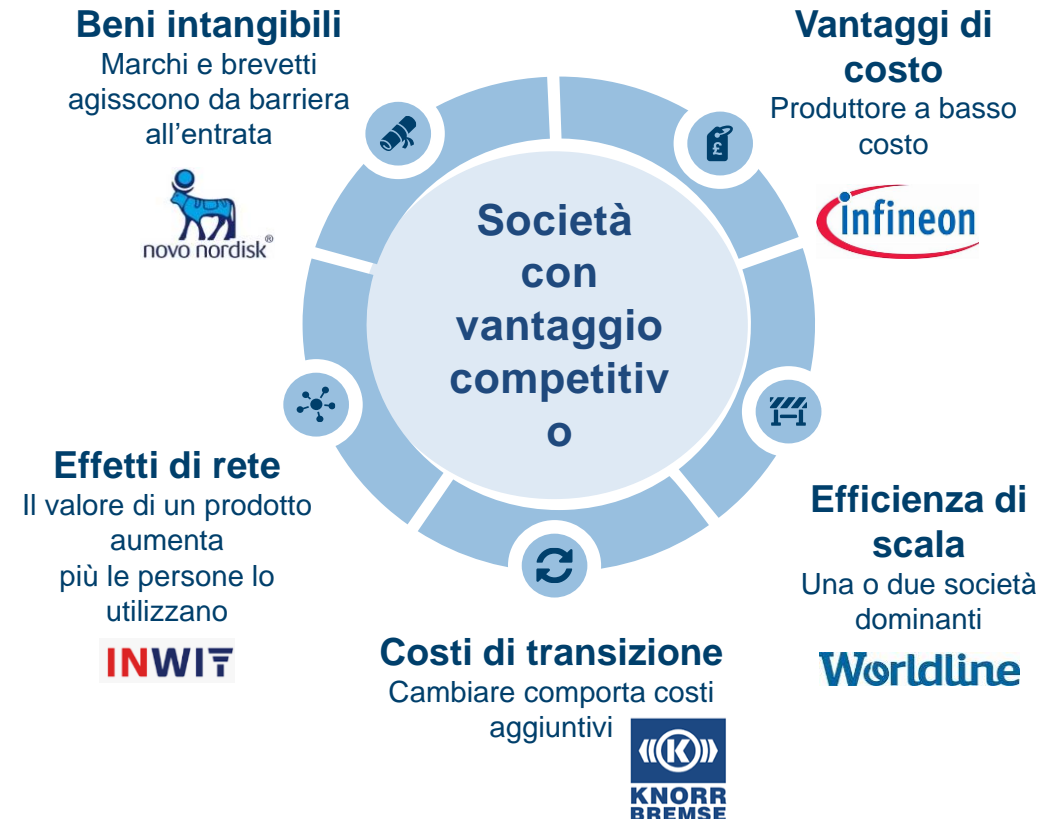 Beni intangibili
Marchi e brevetti
agisscono da barriera
all'entrata
novo nordisk®
Vantaggi di
costo
Produttore a basso
costo
£
infineon
Società
con
vantaggio
competitiv
o
Effetti di rete
Il valore di un prodotto
aumenta
più le persone lo
utilizzano
INWIT
Efficienza di
scala
Una o due società
dominanti
Worldline
Costi di transizione
Cambiare comporta costi
aggiuntivi
K
KNORR
BREMSE